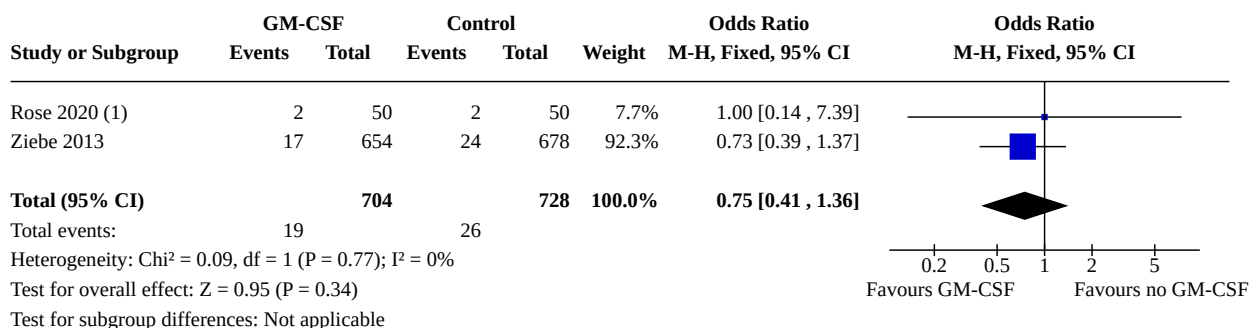 GM-CSF Control Odds Ratio Odds Ratio
Study or Subgroup Events Total Events Total Weight M-H, Fixed, 95% CI M-H, Fixed, 95% CI
Rose 2020 (1) 2 50 2 50 7.7% 1.00 [0.14 , 7.39]
Ziebe 2013 17 654 24 678 92.3% 0.73 [0.39 , 1.37]
Total (95% CI) 704 728 100.0% 0.75 [0.41 , 1.36]
Total events: 19 26
Heterogeneity: Chi² = 0.09, df = 1 (P = 0.77); I² = 0% 0.2 0.5 1 2 5
Test for overall effect: Z = 0.95 (P = 0.34) Favours GM-CSF Favours no GM-CSF
Test for subgroup differences: Not applicable